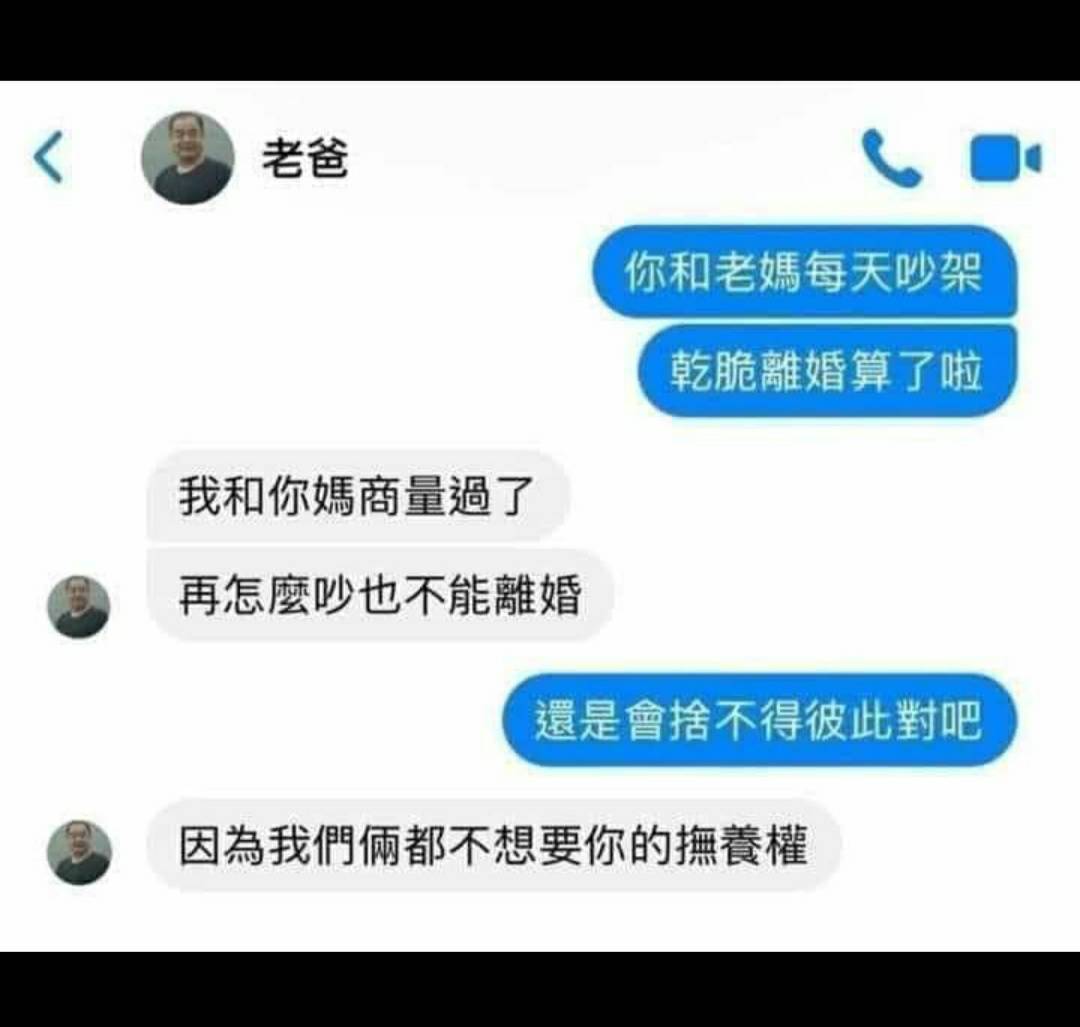 老爸
你和老媽每天吵架
乾脆離婚算了啦
我和你媽商量過了
再怎麼吵也不能離婚
還是會捨不得彼此對吧
因為我們倆都不想要你的撫養權